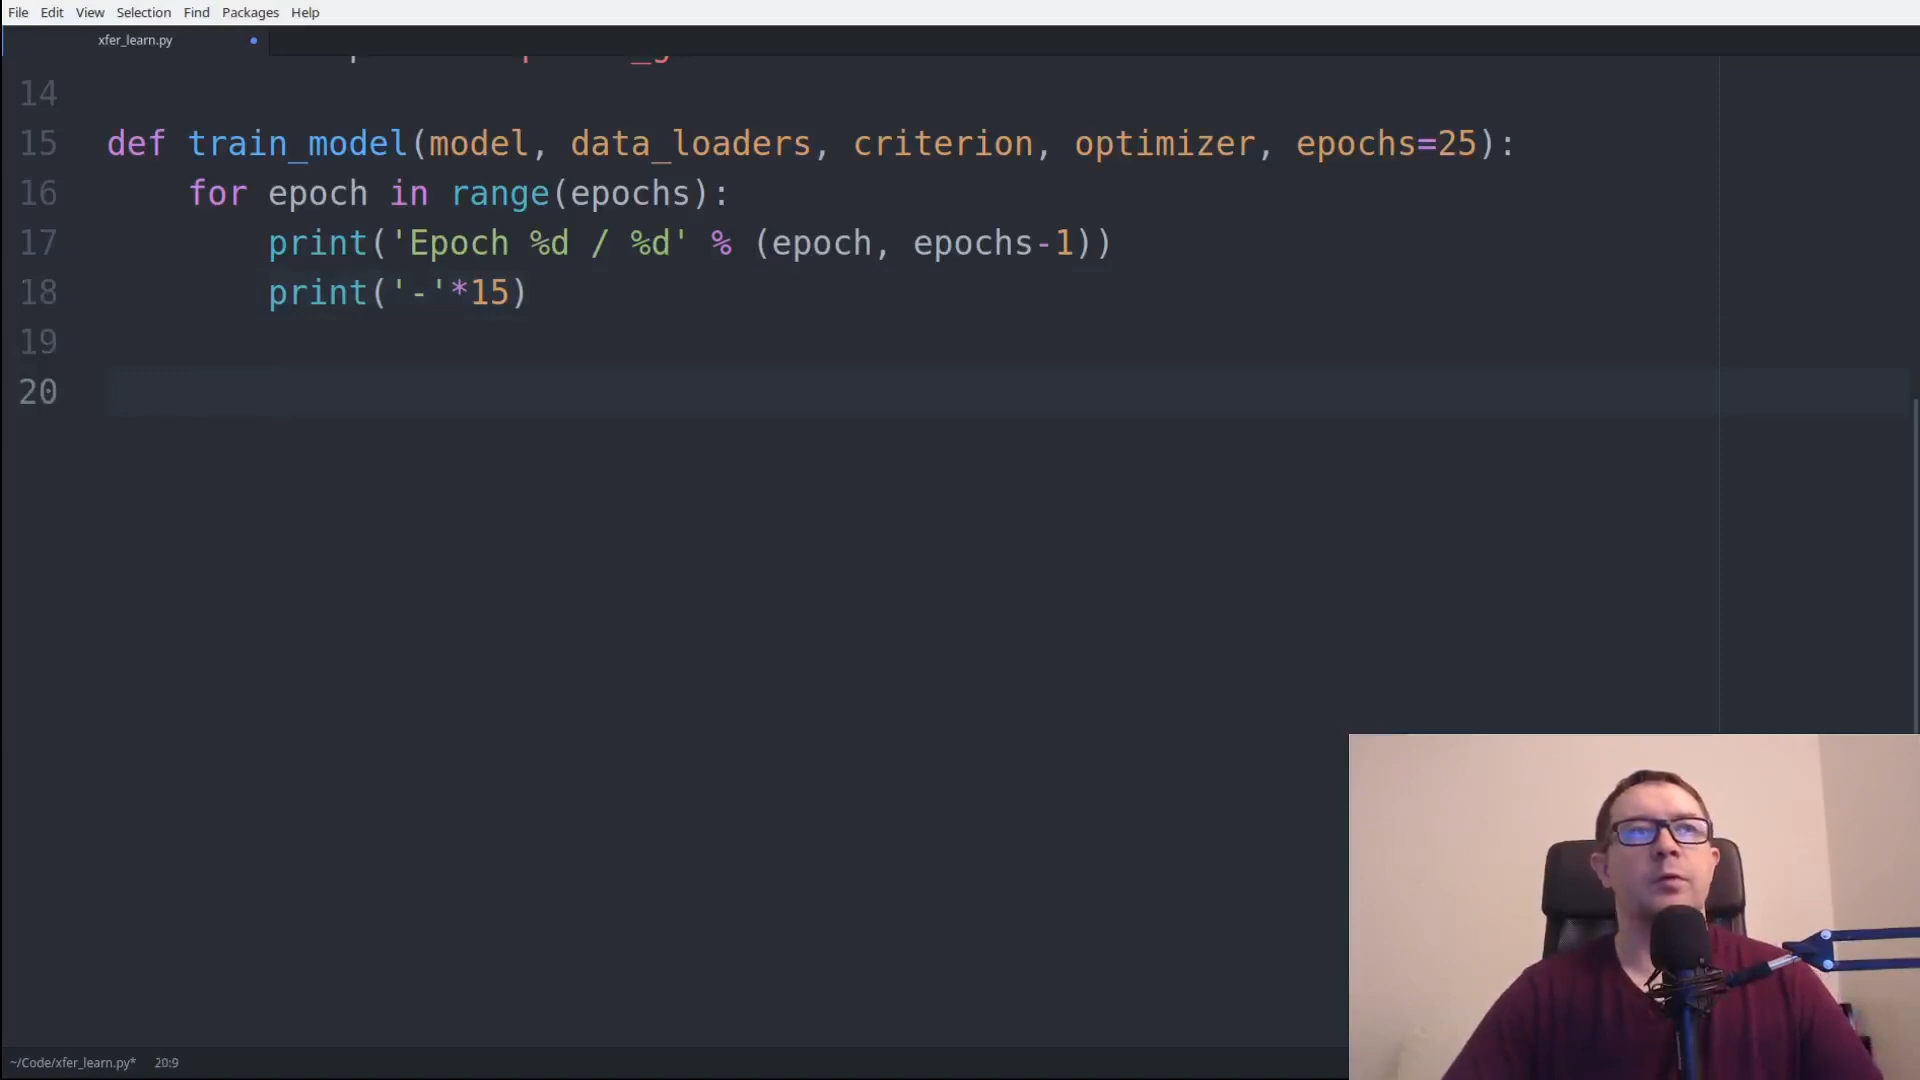 File Edit View Selection Find Packages Help
xfer_learn.py
14
15 def train_model(model, data_loaders, criterion, optimizer, epochs=25):
16 for epoch in range(epochs):
17 print('Epoch %d / %d' % (epoch, epochs-1))
18 print('-'*15)
19
20
~/Code/xfer_learn.py* 20:9